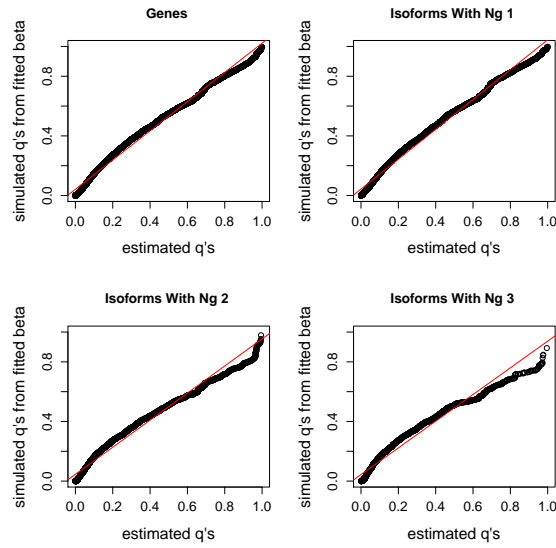 Genes
simulated q's from fitted beta
0.0 0.4 0.8
0.0 0.2 0.4 0.6 0.8 1.0
estimated q's
Isoforms With Ng 1
simulated q's from fitted beta
0.0 0.4 0.8
0.0 0.2 0.4 0.6 0.8 1.0
estimated q's
Isoforms With Ng 2
simulated q's from fitted beta
0.0 0.4 0.8
0.0 0.2 0.4 0.6 0.8 1.0
estimated q's
Isoforms With Ng 3
simulated q's from fitted beta
0.0 0.4 0.8
0.0 0.2 0.4 0.6 0.8 1.0
estimated q's